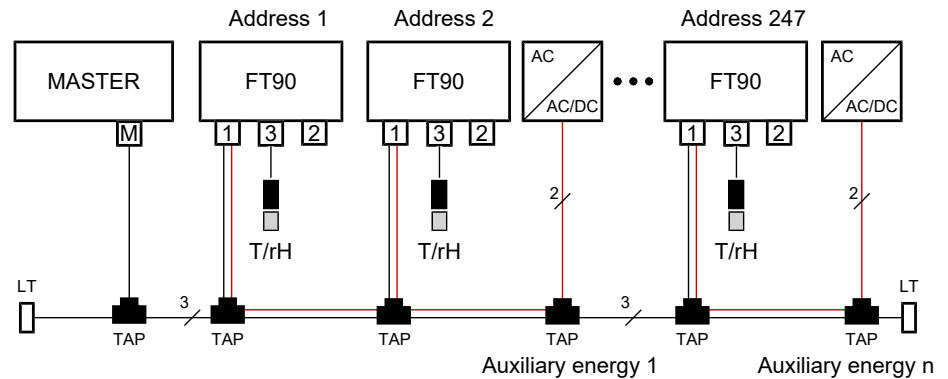 Address 1
Address 2
Address 247
MASTER
FT90
FT90
AC
AC/DC
FT90
AC
AC/DC
M
1
3
2
1
3
2
1
3
2
2
2
T/rH
T/rH
T/rH
LT
3
3
LT
TAP
TAP
TAP
TAP
TAP
TAP
Auxiliary energy 1
Auxiliary energy n